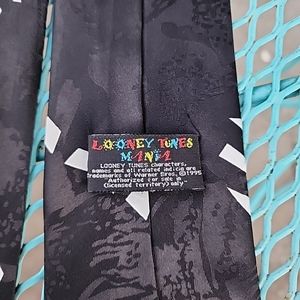 LOONEY TUNES
MANIA
LOONEY TUNES characters,
names and all related indicia are
trademarks of Warner Bros. ©1995
"Authorized for sale in
(licensed territory) only"